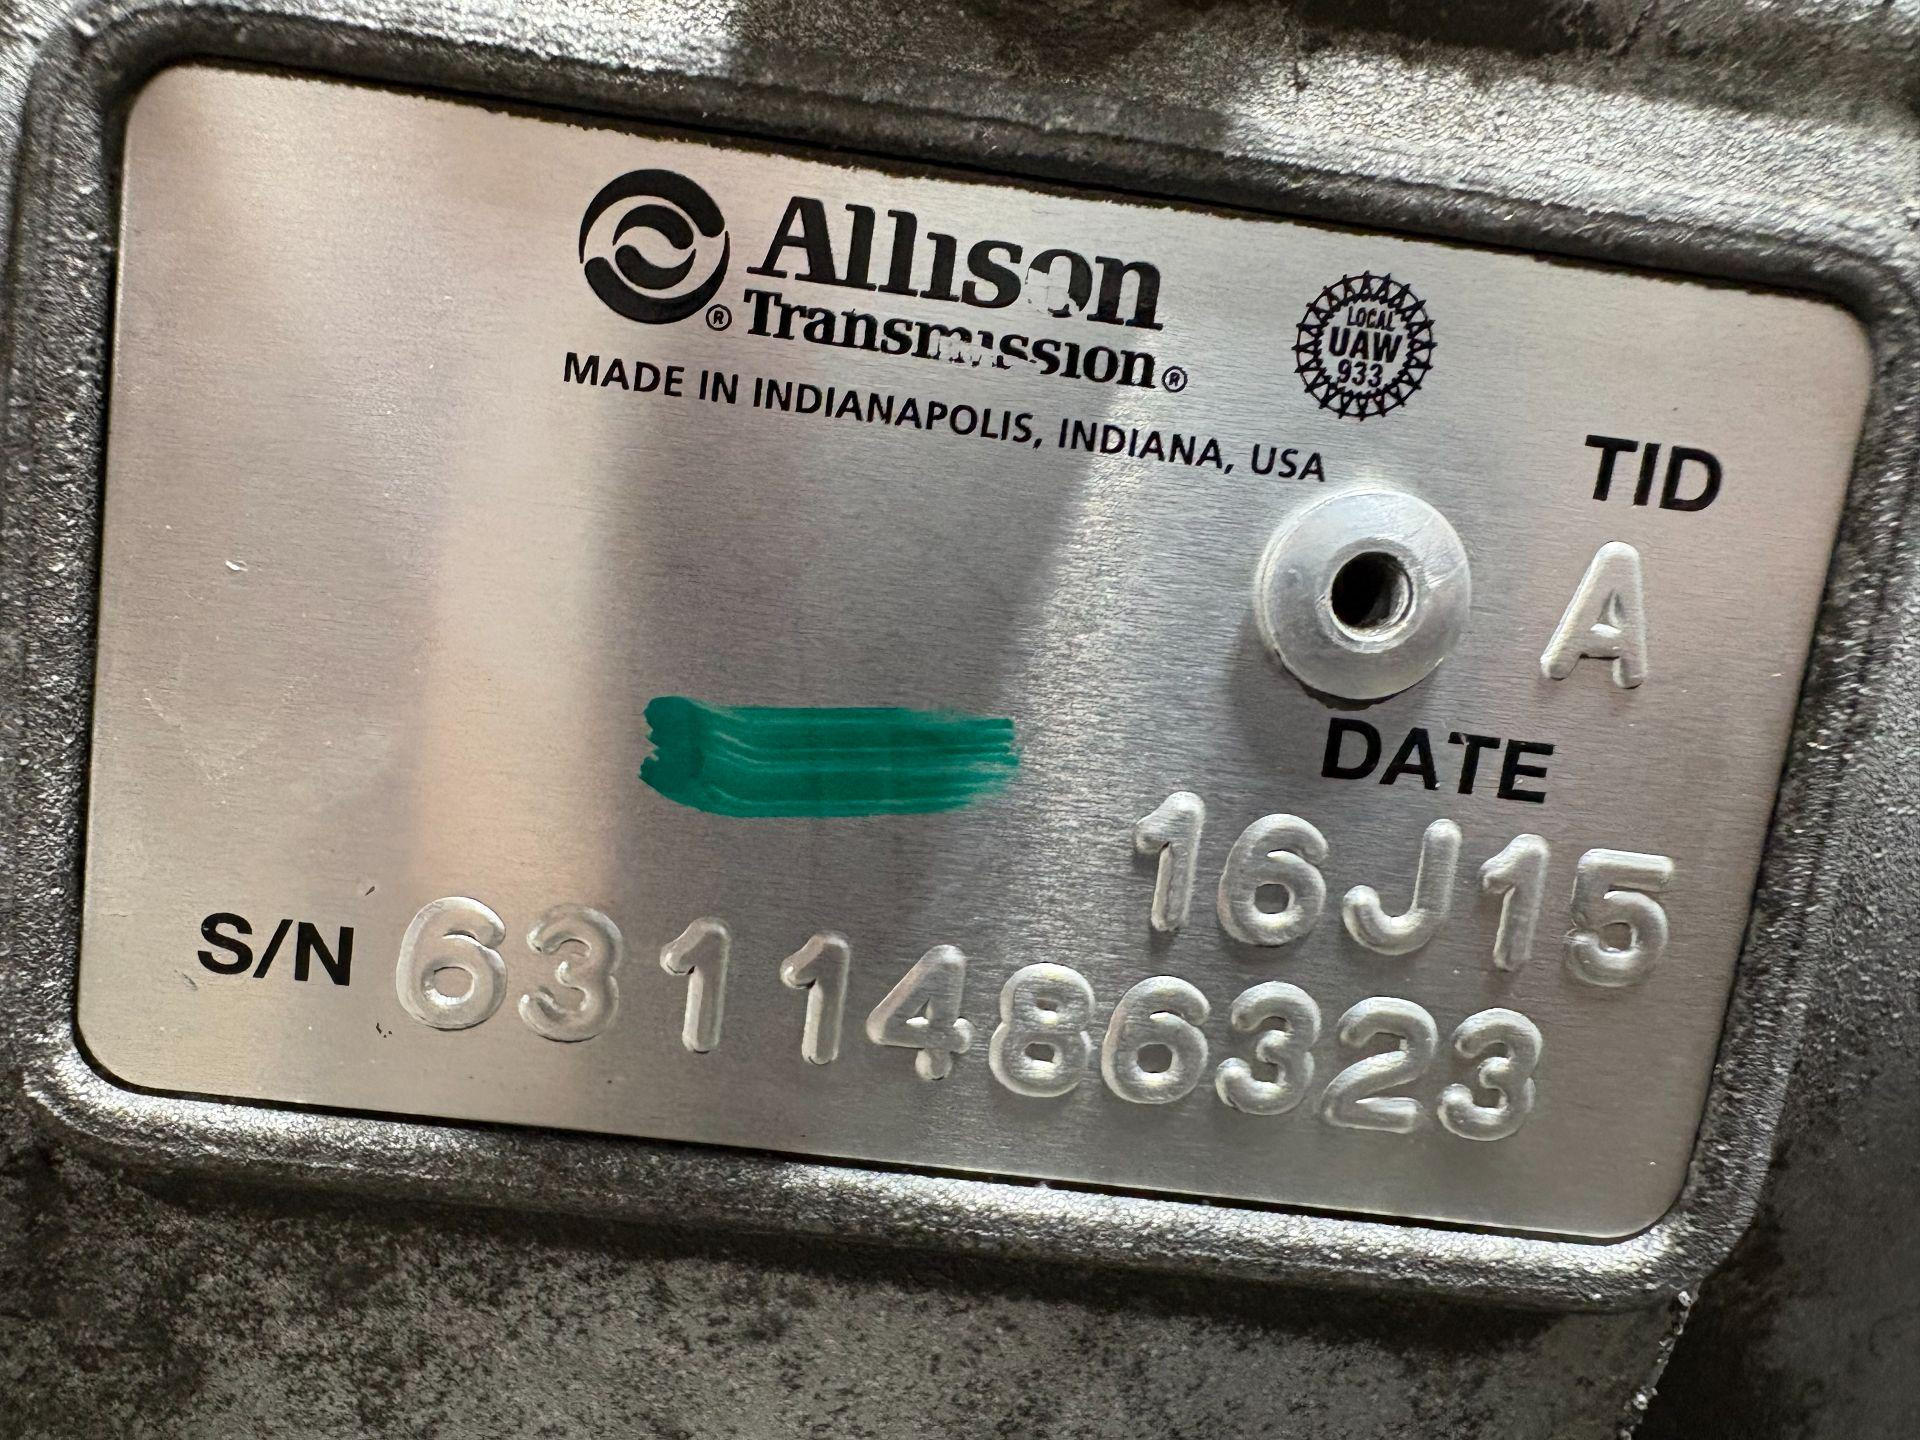 Allison
® Transmission®
MADE IN INDIANAPOLIS, INDIANA, USA
LOCAL
UAW
933
TID
A
DATE
16J15
S/N 6311486323